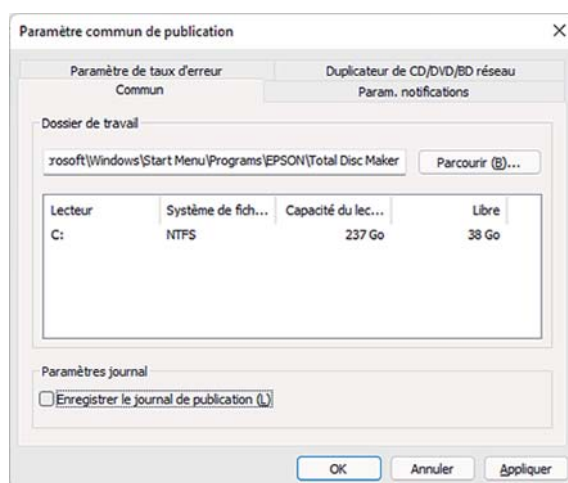 Paramètre commun de publication
Paramètre de taux d'erreur Duplicateur de CD/DVD/BD réseau
Commun Param. notifications
Dossier de travail
:rosoft\Windows\Start Menu\Programs\EPSON\Total Disc Maker Parcourir (B)...
Lecteur Système de fich... Capacité du lec... Libre
C: NTFS 237 Go 38 Go
Paramètres journal
Enregistrer le journal de publication (L)
OK Annuler Appliquer